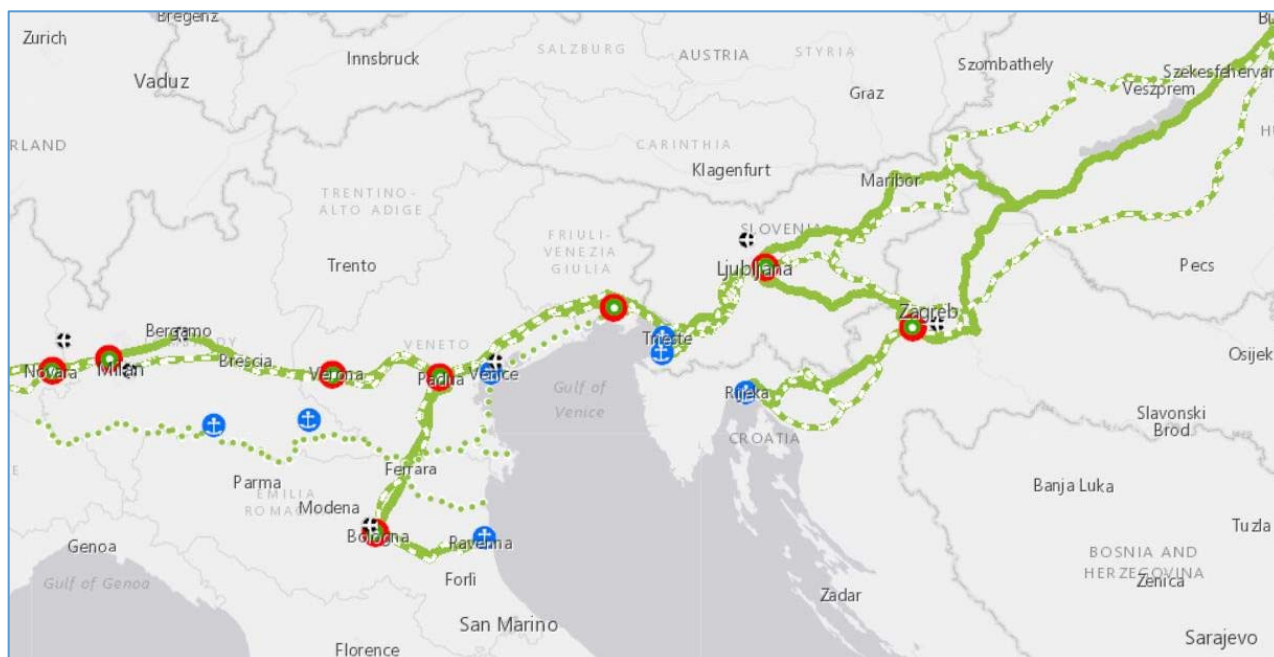 Bregenz
Zurich
Innsbruck
SALZBURG
AUSTRIA
STYRIA
Szombathely
Szekesfehervar
Vaduz
Veszprem
Graz
CARINTHIA
Klagenfurt
Maribor
TRENTINO-
ALTO ADIGE
FRIULI-
VENEZIA
GIULIA
SLOVENIA
Trento
Ljubljana
Pecs
Bergamo
Zagreb
VENETO
Trieste
Novara
Milan
Brescia
Verona
Padua
Venice
Osijek
Gulf of
Venice
Rijeka
CROATIA
Slavonski
Brod
Ferrara
Parma
EMILIA
Modena
Banja Luka
Bologna
Ravenna
Tuzla
Genoa
Gulf of Genoa
Forli
BOSNIA AND
HERZEGOVINA
Zenica
Zadar
San Marino
Florence
Sarajevo